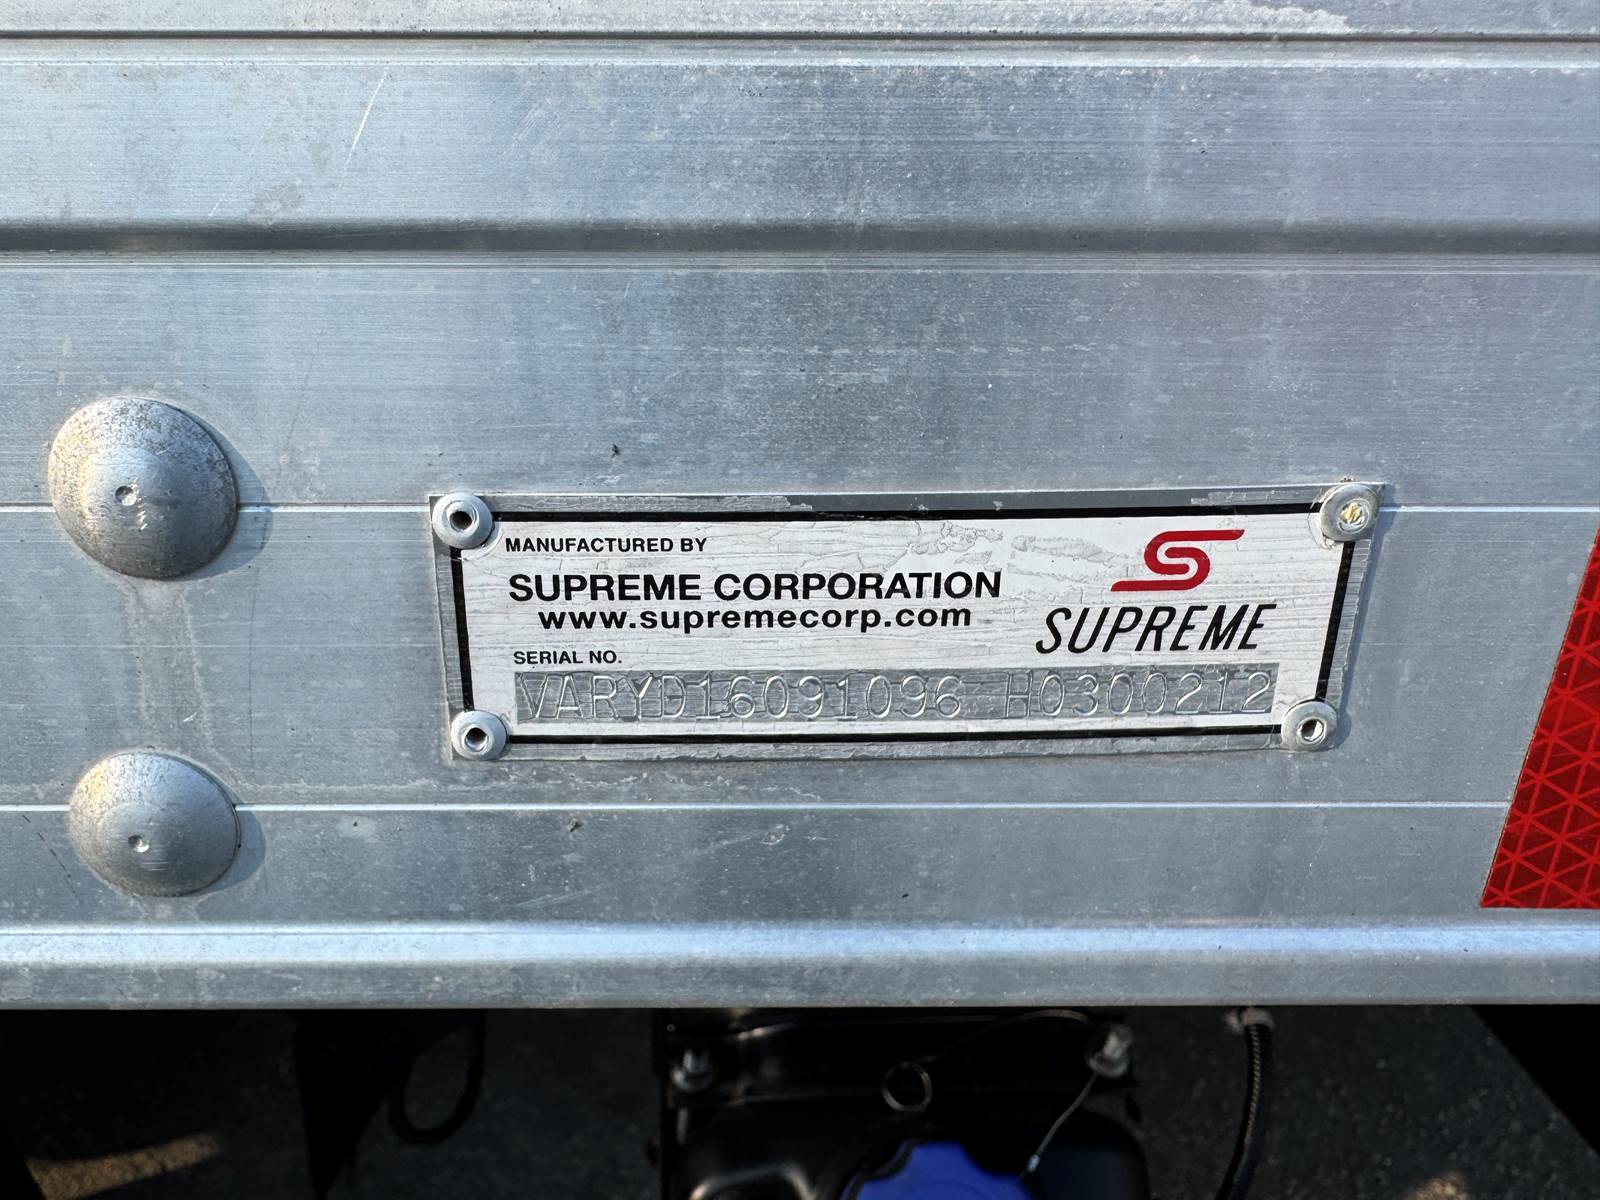 MANUFACTURED BY
SUPREME CORPORATION
www.supremecorp.com
SUPREME
SERIAL NO.
VARYD16091096 H0300212